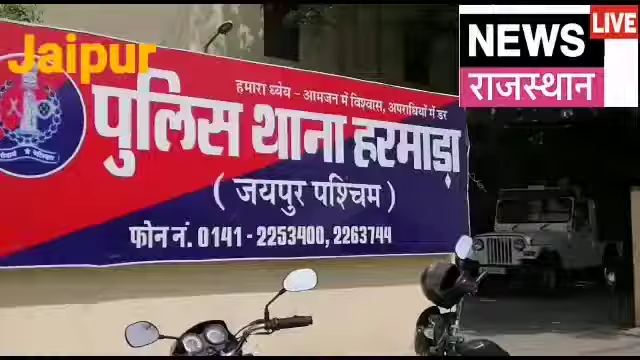 Jaipur
NEWS LIVE
राजस्थान
हमारा ध्येय - आमजन में विश्वास, अपराधियों में डर
पुलिस थाना हरमाड़ा
( जयपुर पश्चिम )
फोन नं. 0141 - 2253400, 2263744